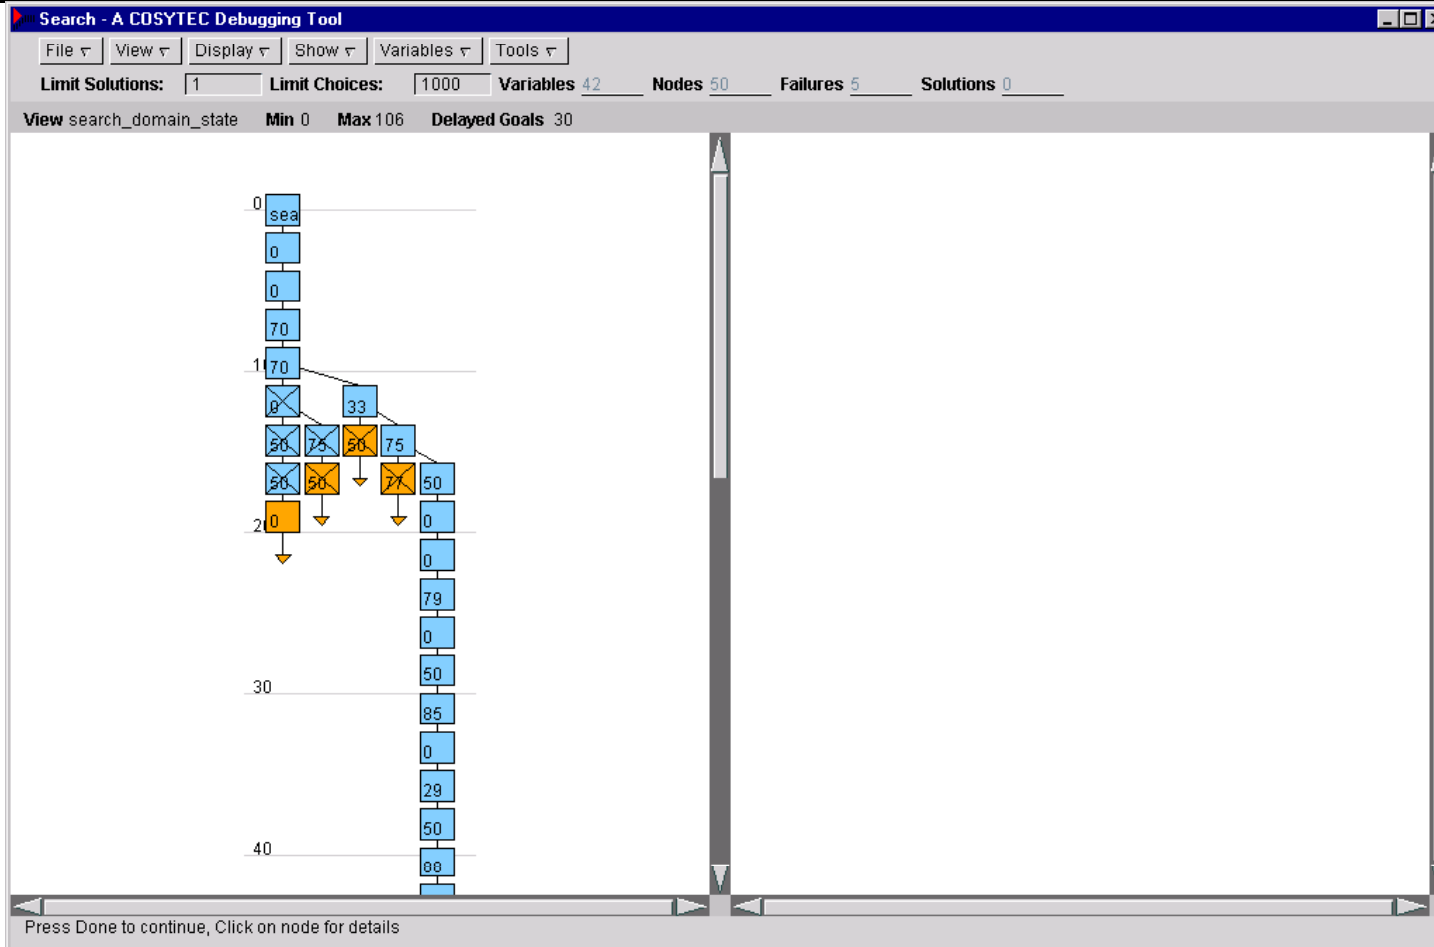 Search - A COSYTEC Debugging Tool
File View Display Show Variables Tools
Limit Solutions: 1 Limit Choices: 1000 Variables 42 Nodes 50 Failures 5 Solutions 0
View search_domain_state Min 0 Max 106 Delayed Goals 30
0 sea
0
0
70
70
0 33
50 75 50 75
50 50 77 50
0 0
0
79
0
50
30
85
0
29
50
40
88
Press Done to continue, Click on node for details